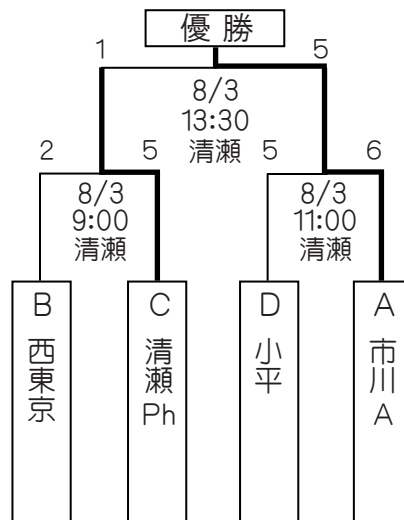 優勝
1 5
8/3
13:30
清瀬
2 5 5 6
8/3 8/3
9:00 11:00
清瀬 清瀬
B C D A
西東京
清瀬Ph
小平
市川A